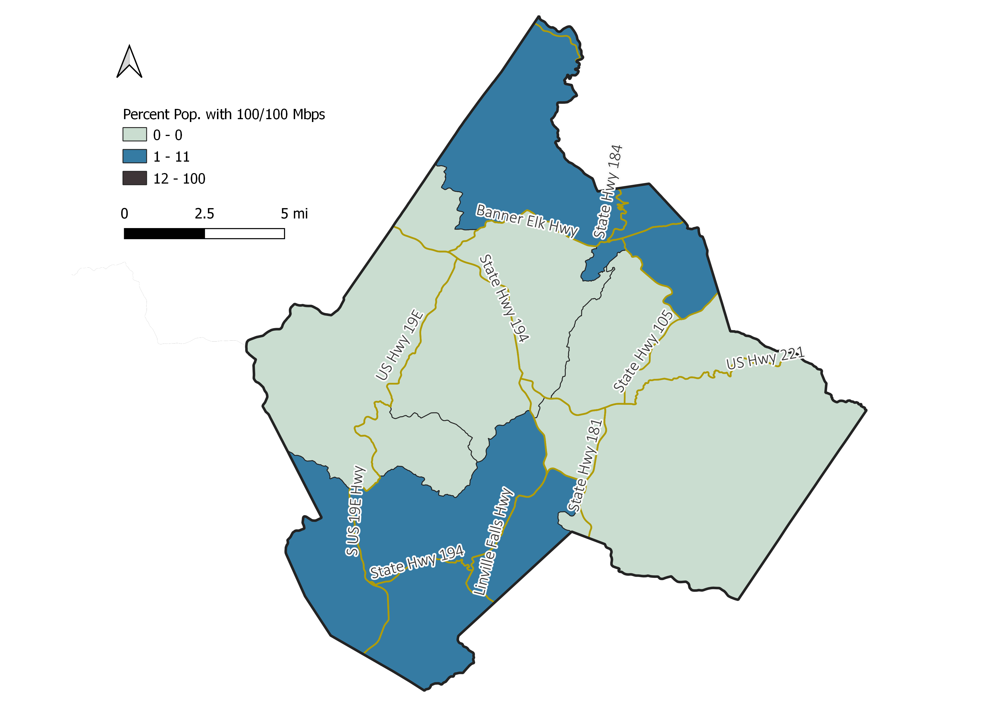 Percent Pop. with 100/100 Mbps
0 - 0
1 - 11
12 - 100
0 2.5 5 mi
State Hwy 184
Banner Elk Hwy
State Hwy 194
US Hwy 19E
State Hwy 105
US Hwy 221
State Hwy 181
S US 19E Hwy
Linville Falls Hwy
State Hwy 194